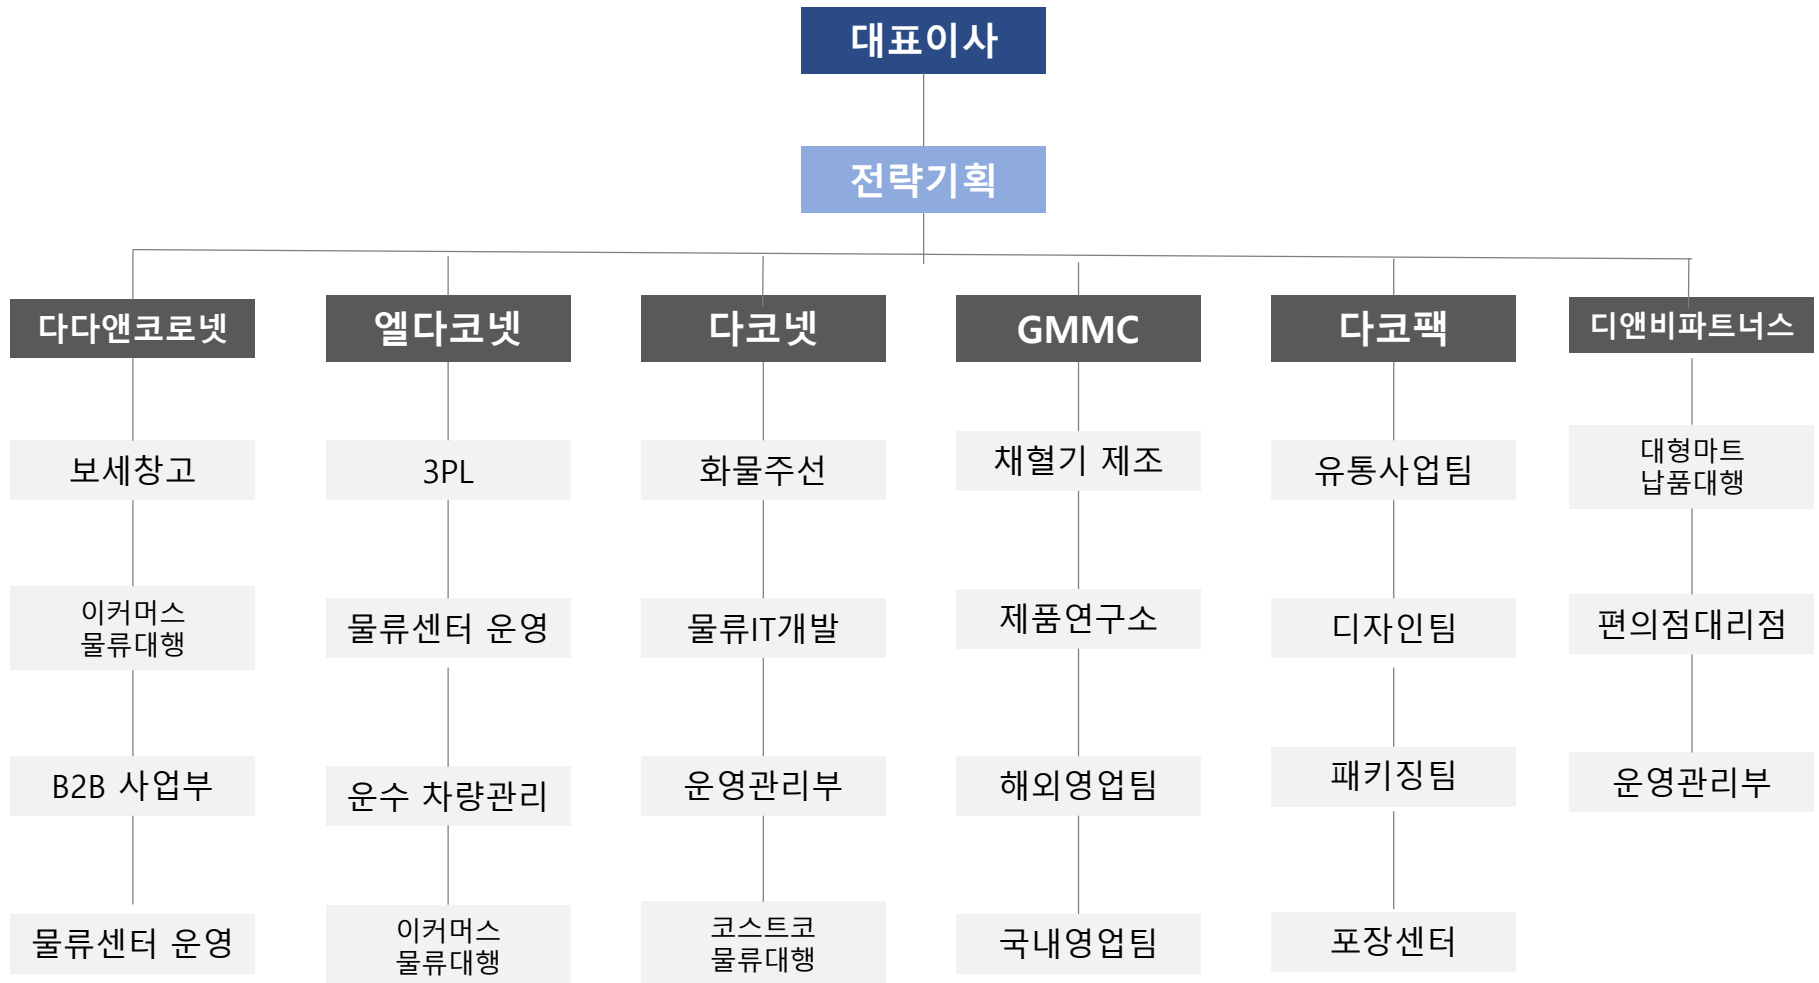 대표이사
전략기획
다다앤코로넷
엘다코넷
다코넷
GMMC
다코팩
디앤비파트너스
보세창고
3PL
화물주선
채혈기 제조
유통사업팀
대형마트
납품대행
이커머스
물류대행
물류센터 운영
물류IT개발
제품연구소
디자인팀
편의점대리점
B2B 사업부
운수 차량관리
운영관리부
해외영업팀
패키징팀
운영관리부
물류센터 운영
이커머스
물류대행
코스트코
물류대행
국내영업팀
포장센터